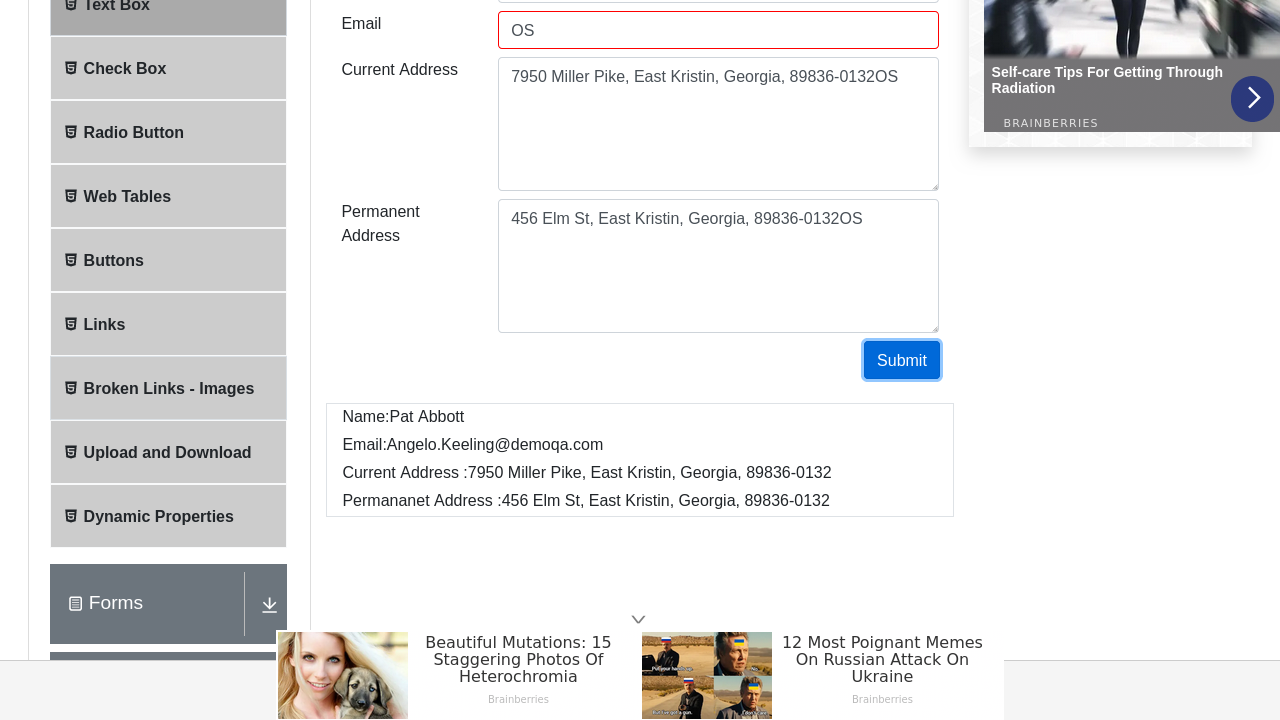 Text Box
Check Box
Radio Button
Web Tables
Buttons
Links
Broken Links - Images
Upload and Download
Dynamic Properties
Forms
Email
OS
Current Address
7950 Miller Pike, East Kristin, Georgia, 89836-0132OS
Permanent
Address
456 Elm St, East Kristin, Georgia, 89836-0132OS
Submit
Name:Pat Abbott
Email:Angelo.Keeling@demoqa.com
Current Address :7950 Miller Pike, East Kristin, Georgia, 89836-0132
Permananet Address :456 Elm St, East Kristin, Georgia, 89836-0132
Self-care Tips For Getting Through
Radiation
BRAINBERRIES
Beautiful Mutations: 15
Staggering Photos Of
Heterochromia
Brainberries
12 Most Poignant Memes
On Russian Attack On
Ukraine
Brainberries